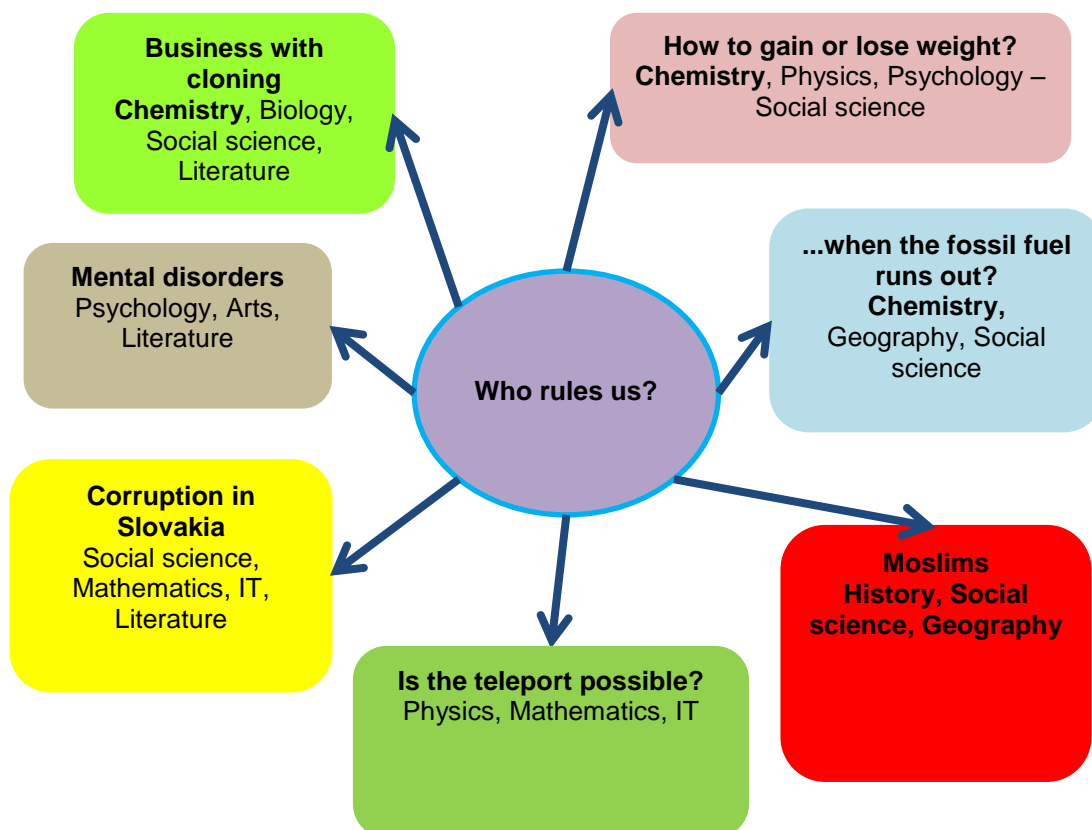 Business with
cloning
Chemistry, Biology,
Social science,
Literature
How to gain or lose weight?
Chemistry, Physics, Psychology –
Social science
Mental disorders
Psychology, Arts,
Literature
...when the fossil fuel
runs out?
Chemistry,
Geography, Social
science
Who rules us?
Corruption in
Slovakia
Social science,
Mathematics, IT,
Literature
Moslims
History, Social
science, Geography
Is the teleport possible?
Physics, Mathematics, IT